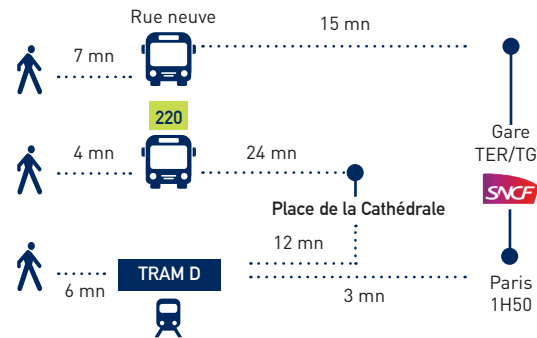 Rue neuve
15 mn
7 mn
220
4 mn
24 mn
Gare
TER/TG
SNCF
Place de la Cathédrale
12 mn
TRAM D
6 mn
3 mn
Paris
1H50